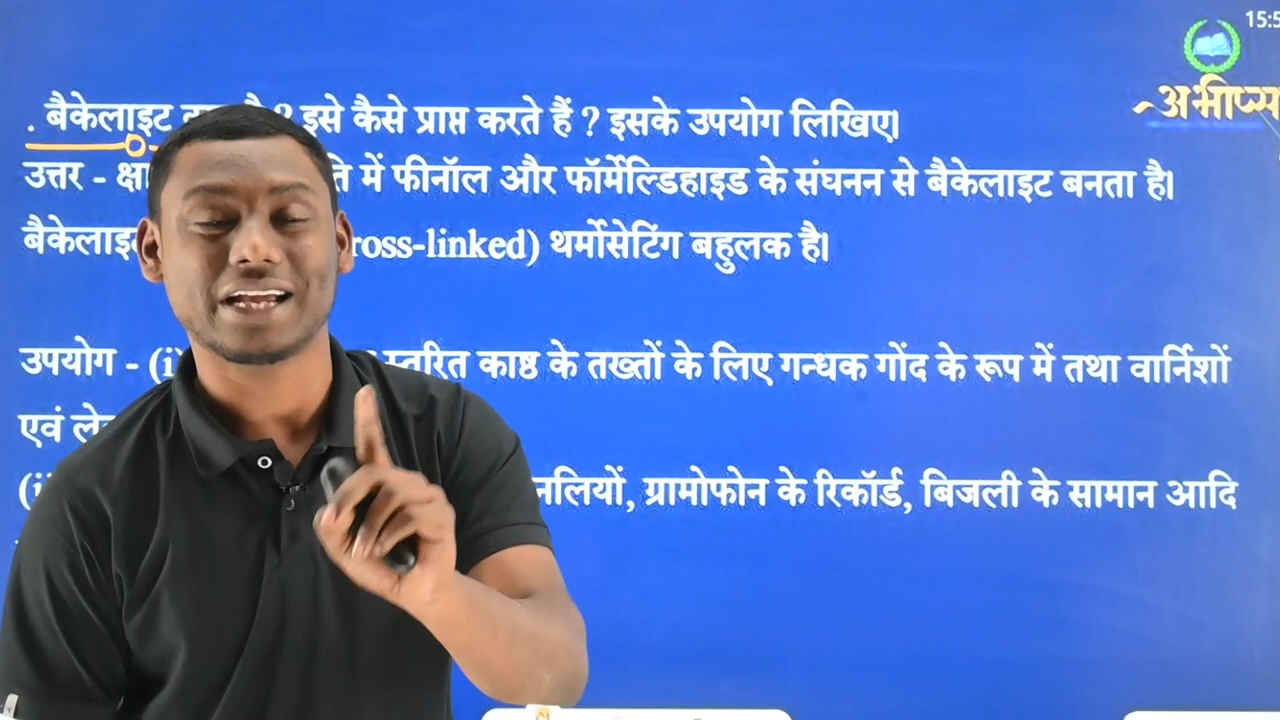 15:5
अभीप्स
. बैकेलाइट ? इसे कैसे प्राप्त करते हैं ? इसके उपयोग लिखिए।
उत्तर - में फीनॉल और फॉर्मेल्डिहाइड के संघनन से बैकेलाइट बनता है।
ross-linked) थर्मोसेटिंग बहुलक है।
उपयोग - (i स्तरित काष्ठ के तख्तों के लिए गन्धक गोंद के रूप में तथा वार्निशों
एवं
नलियों, ग्रामोफोन के रिकॉर्ड, बिजली के सामान आदि